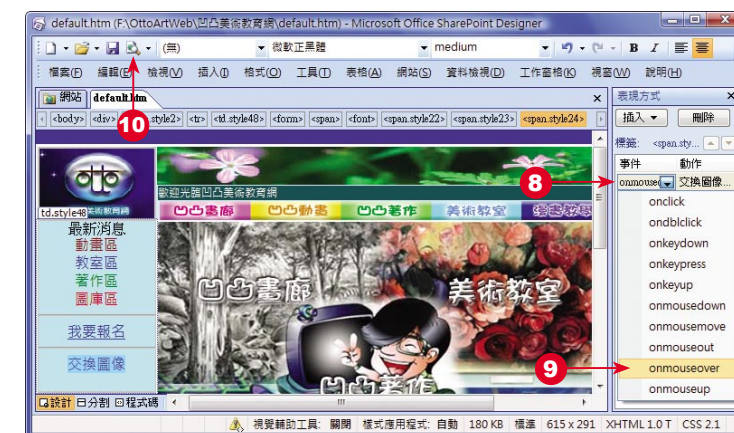 default.htm (F:\OttoArtWeb\凹凸美術教育網\default.htm) - Microsoft Office SharePoint Designer
(無) 微軟正黑體 medium B I
檔案(F) 編輯(E) 檢視(V) 插入(I) 格式(O) 工具(T) 表格(A) 網站(S) 資料檢視(D) 工作窗格(K) 視窗(W) 說明(H)
網站 default.htm × 表現方式 ×
<body> <div> style2> <tr> <td.style48> <form> <span> <font> <span.style22> <span.style23> <span.style24>
10
插入 刪除
標籤: <span.sty...
事件 動作
8
onmouse 交換圖像...
歡迎光臨凹凸美術教育網
td.style48
凹凸畫廊 凹凸動畫 凹凸著作 美術教室
最新消息
動畫區
教室區
著作區
圖庫區
我要報名
交換圖像
凹凸畫廊 美術教室
凹凸著作
onclick
ondblclick
onkeydown
onkeypress
onkeyup
onmousedown
onmousemove
onmouseout
9
onmouseover
onmouseup
設計 分割 程式碼
視覺輔助工具: 關閉 樣式應用程式: 自動 180 KB 標準 615 x 291 XHTML 1.0 T CSS 2.1